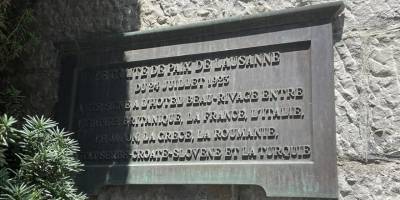 TRAITE DE PAIX DE LAUSANNE
DU 24 JUILLET 1923
A L'HOTEL BEAU-RIVAGE ENTRE
BRITANNIQUE, LA FRANCE, L'ITALIE,
LA GRECE, LA ROUMANIE,
SERBE-CROATE-SLOVENE ET LA TURQUIE